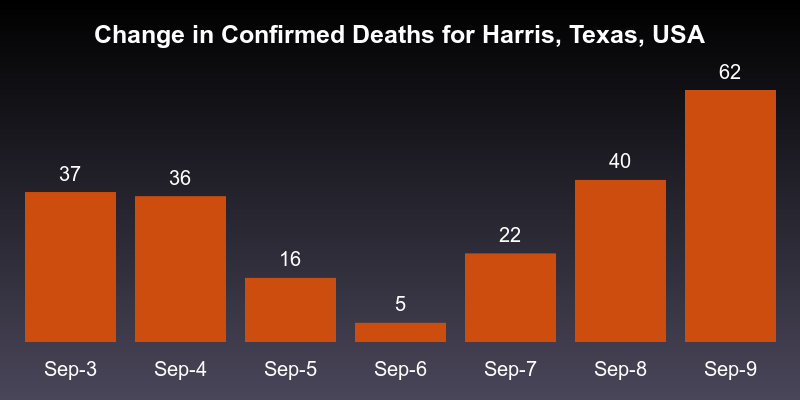 Change in Confirmed Deaths for Harris, Texas, USA
37
36
16
5
22
40
62
Sep-3
Sep-4
Sep-5
Sep-6
Sep-7
Sep-8
Sep-9